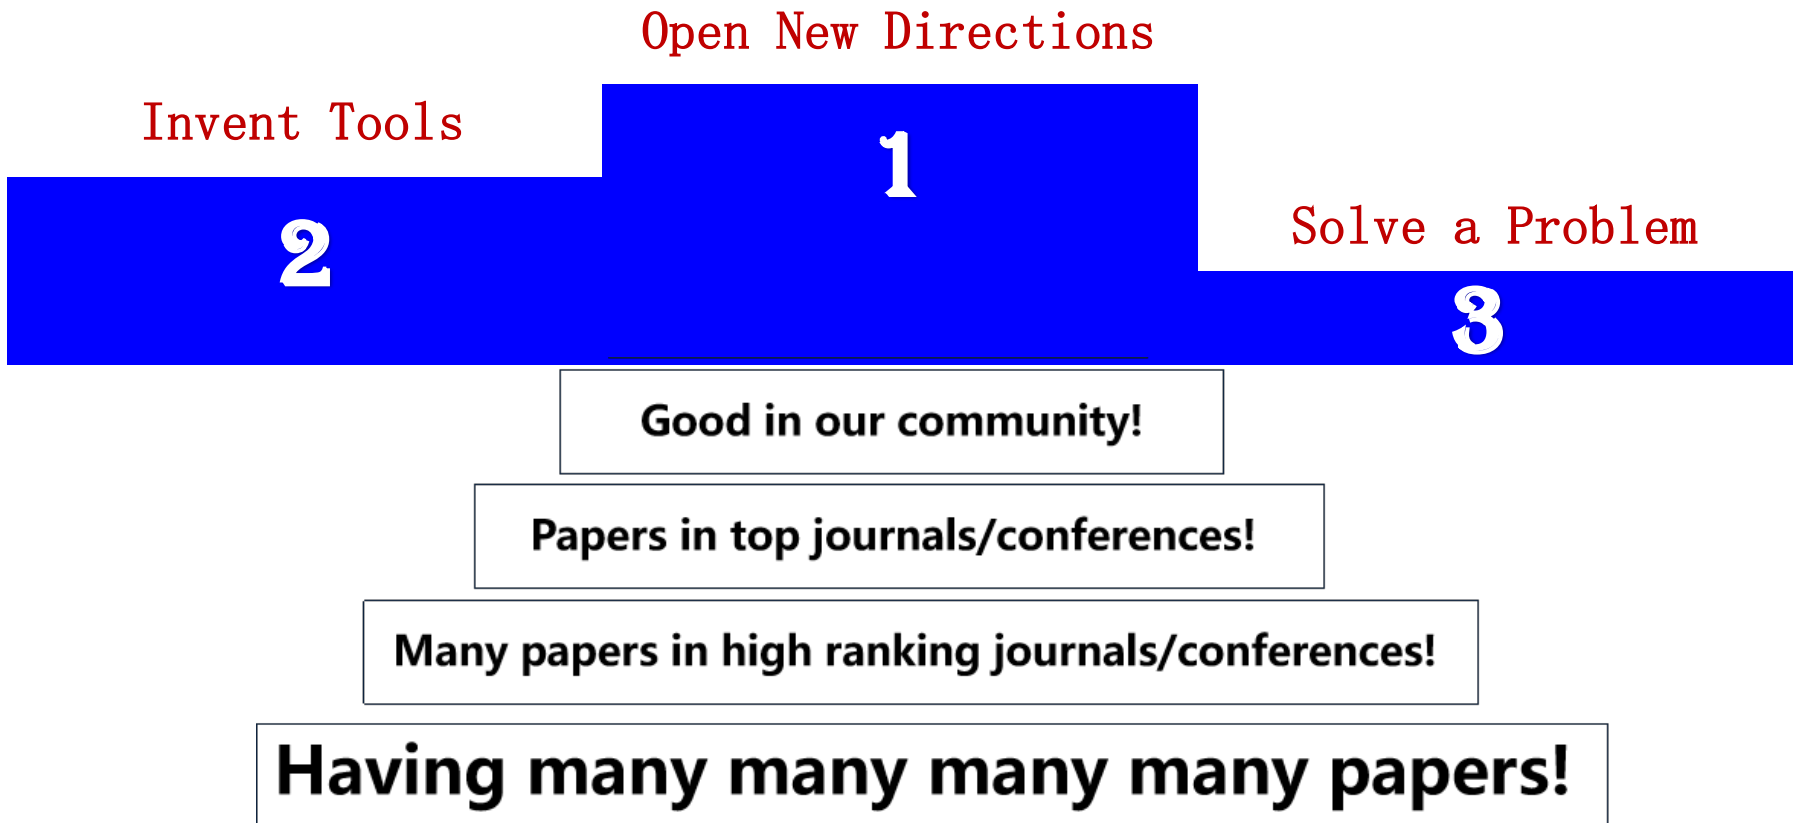 Open New Directions
1
Invent Tools
2
Solve a Problem
3
Good in our community!
Papers in top journals/conferences!
Many papers in high ranking journals/conferences!
Having many many many many papers!